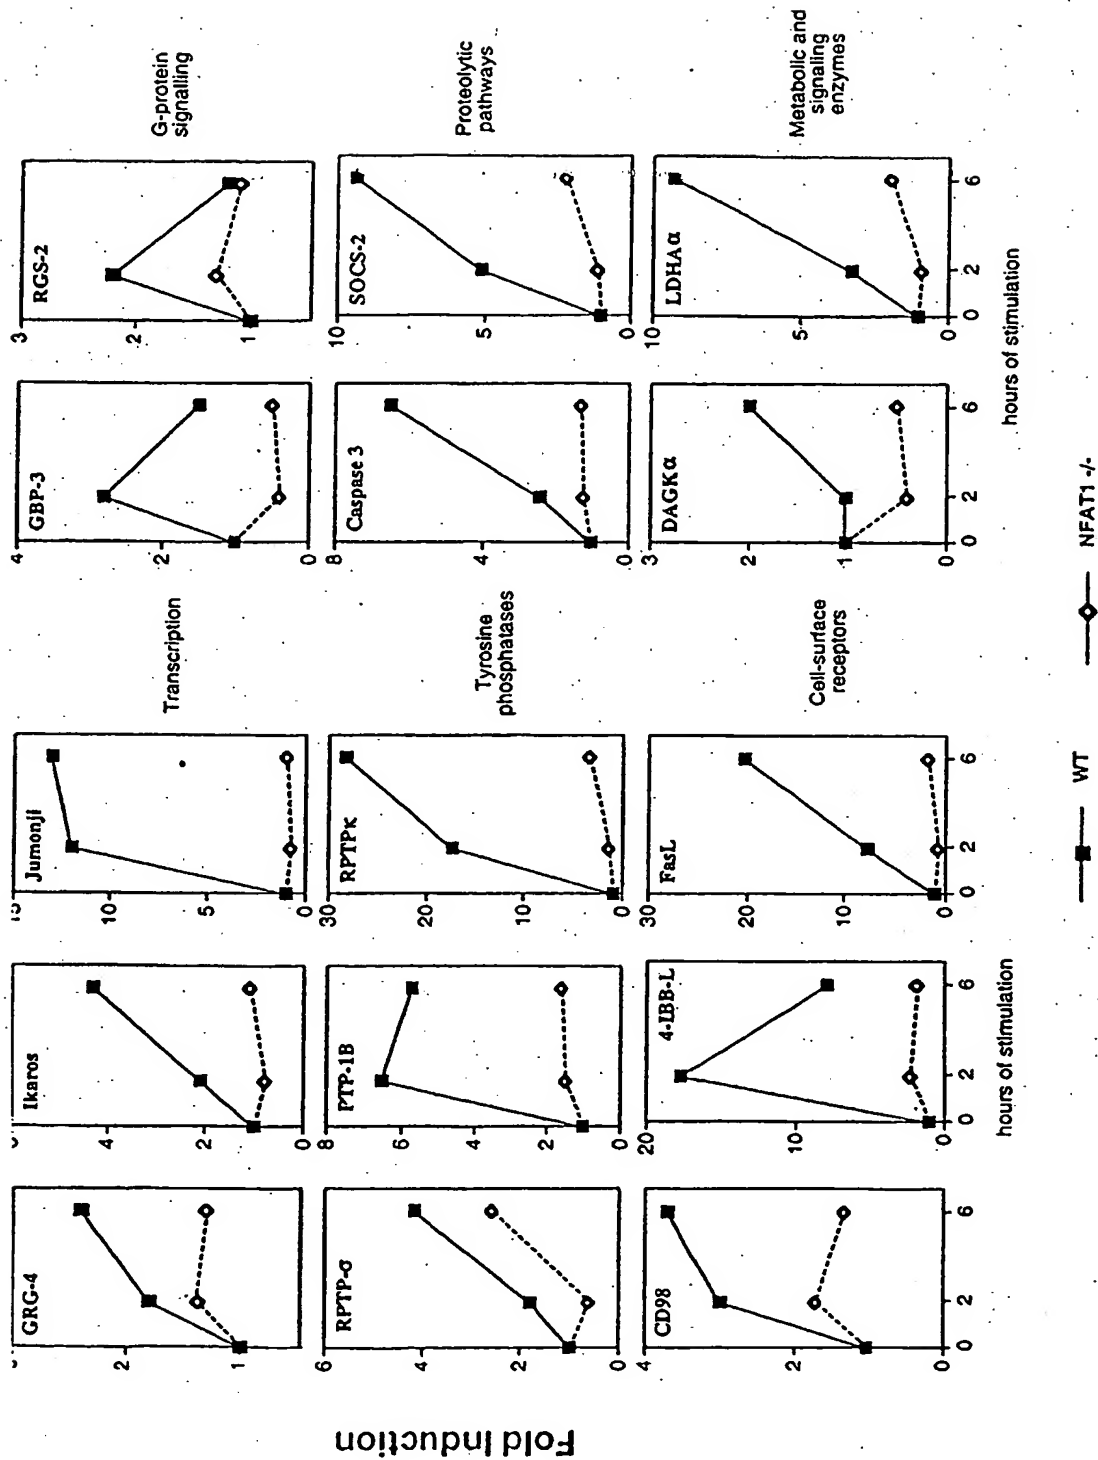 Fold Induction
GRG-4
2
1
Ikaros
4
2
0
Jumonji
10
5
0
Transcription
GBP-3
4
2
0
RGS-2
3
2
1
G-protein
signalling
RPTP-σ
6
4
2
0
PTP-1B
8
6
4
2
0
RPTPκ
30
20
10
0
Tyrosine
phosphatases
Caspase 3
8
4
0
SOCS-2
10
5
0
Proteolytic
pathways
CD98
4
2
0
0 2 6
4-IBB-L
20
10
0
0 2 6
FasL
30
20
10
0
0 2 6
Cell-surface
receptors
DAGKα
3
2
1
0
0 2 6
LDHAα
10
5
0
0 2 6
Metabolic and
signaling
enzymes
hours of stimulation
hours of stimulation
WT
NFAT1 -/-